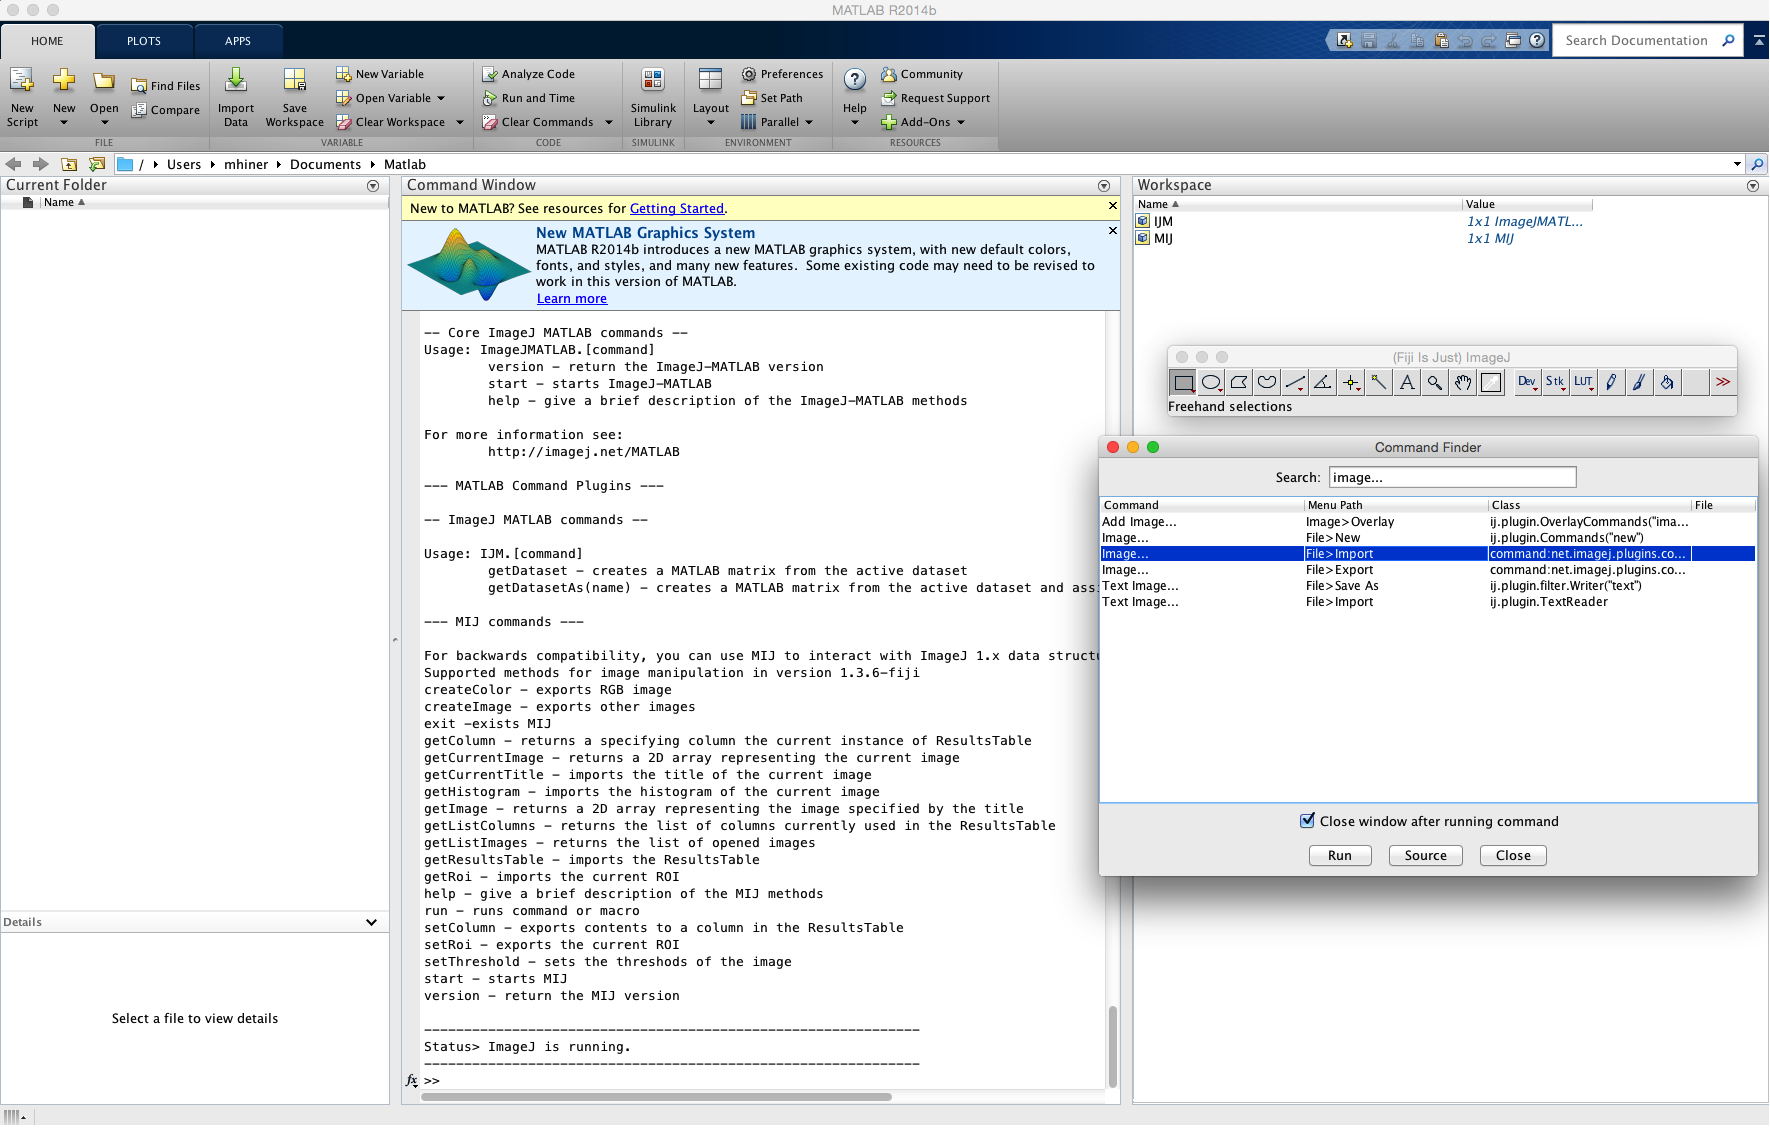 MATLAB R2014b
HOME PLOTS APPS
Search Documentation
New Script
New
Open
Find Files
Compare
FILE
Import Data
Save Workspace
New Variable
Open Variable
Clear Workspace
VARIABLE
Analyze Code
Run and Time
Clear Commands
CODE
Simulink Library
SIMULINK
Layout
Preferences
Set Path
Parallel
ENVIRONMENT
Help
Community
Request Support
Add-Ons
RESOURCES
/ Users mhiner Documents Matlab
Current Folder
Name
Details
Select a file to view details
Command Window
New to MATLAB? See resources for Getting Started.
New MATLAB Graphics System
MATLAB R2014b introduces a new MATLAB graphics system, with new default colors,
fonts, and styles, and many new features. Some existing code may need to be revised to
work in this version of MATLAB.
Learn more
-- Core ImageJ MATLAB commands --
Usage: ImageJMATLAB.[command]
version - return the ImageJ-MATLAB version
start - starts ImageJ-MATLAB
help - give a brief description of the ImageJ-MATLAB methods
For more information see:
http://imagej.net/MATLAB
--- MATLAB Command Plugins ---
-- ImageJ MATLAB commands --
Usage: IJM.[command]
getDataset - creates a MATLAB matrix from the active dataset
getDatasetAs(name) - creates a MATLAB matrix from the active dataset and assi
--- MIJ commands ---
For backwards compatibility, you can use MIJ to interact with ImageJ 1.x data structu
Supported methods for image manipulation in version 1.3.6-fiji
createColor - exports RGB image
createImage - exports other images
exit -exists MIJ
getColumn - returns a specifying column the current instance of ResultsTable
getCurrentImage - returns a 2D array representing the current image
getCurrentTitle - imports the title of the current image
getHistogram - imports the histogram of the current image
getImage - returns a 2D array representing the image specified by the title
getListColumns - returns the list of columns currently used in the ResultsTable
getListImages - returns the list of opened images
getResultsTable - imports the ResultsTable
getRoi - imports the current ROI
help - give a brief description of the MIJ methods
run - runs command or macro
setColumn - exports contents to a column in the ResultsTable
setRoi - exports the current ROI
setThreshold - sets the threshods of the image
start - starts MIJ
version - return the MIJ version
--------------------------------------------------------------
Status> ImageJ is running.
--------------------------------------------------------------
fx >>
Workspace
Name Value
IJM 1x1 ImageJMATL...
MIJ 1x1 MIJ
(Fiji Is Just) ImageJ
A Dev Stk LUT >>
Freehand selections
Command Finder
Search: image...
Command Menu Path Class File
Add Image... Image>Overlay ij.plugin.OverlayCommands("ima...
Image... File>New ij.plugin.Commands("new")
Image... File>Import command:net.imagej.plugins.co...
Image... File>Export command:net.imagej.plugins.co...
Text Image... File>Save As ij.plugin.filter.Writer("text")
Text Image... File>Import ij.plugin.TextReader
Close window after running command
Run Source Close